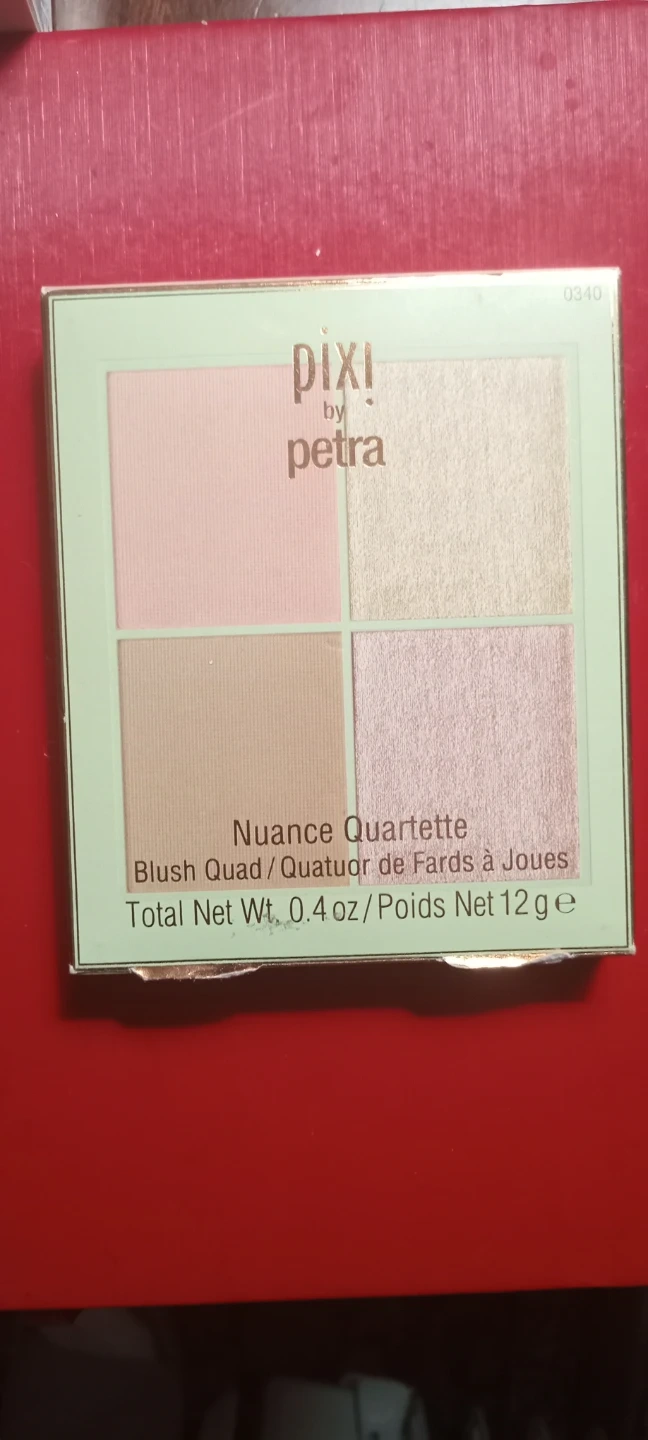 0340
pixi
by
petra
Nuance Quartette
Blush Quad / Quatuor de Fards à Joues
Total Net Wt. 0.4 oz / Poids Net 12 g ℮